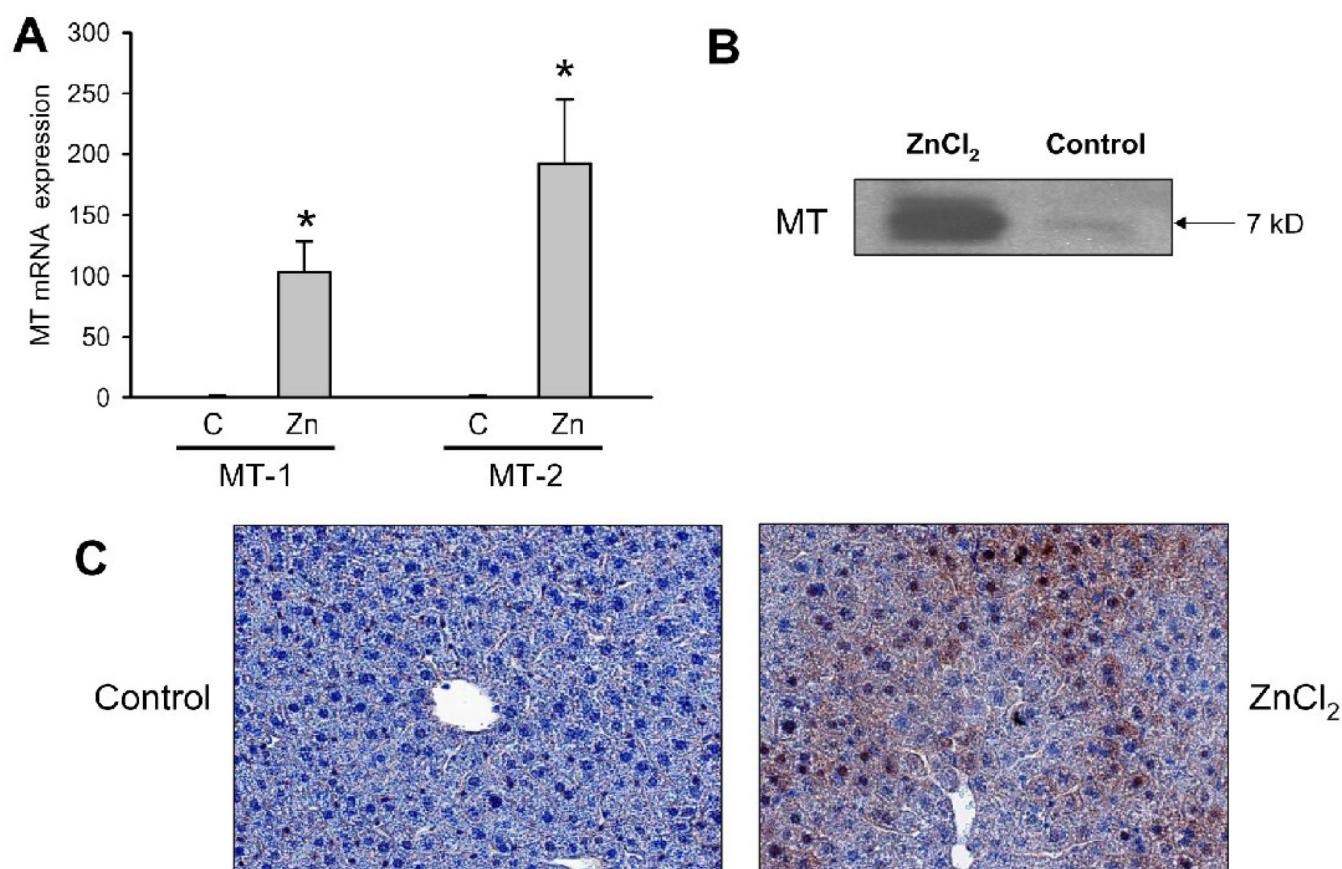 A
300
250
200
150
100
50
0
MT mRNA expression
*
*
C Zn C Zn
MT-1 MT-2
B
ZnCl₂ Control
MT 7 kD
C
Control
ZnCl₂